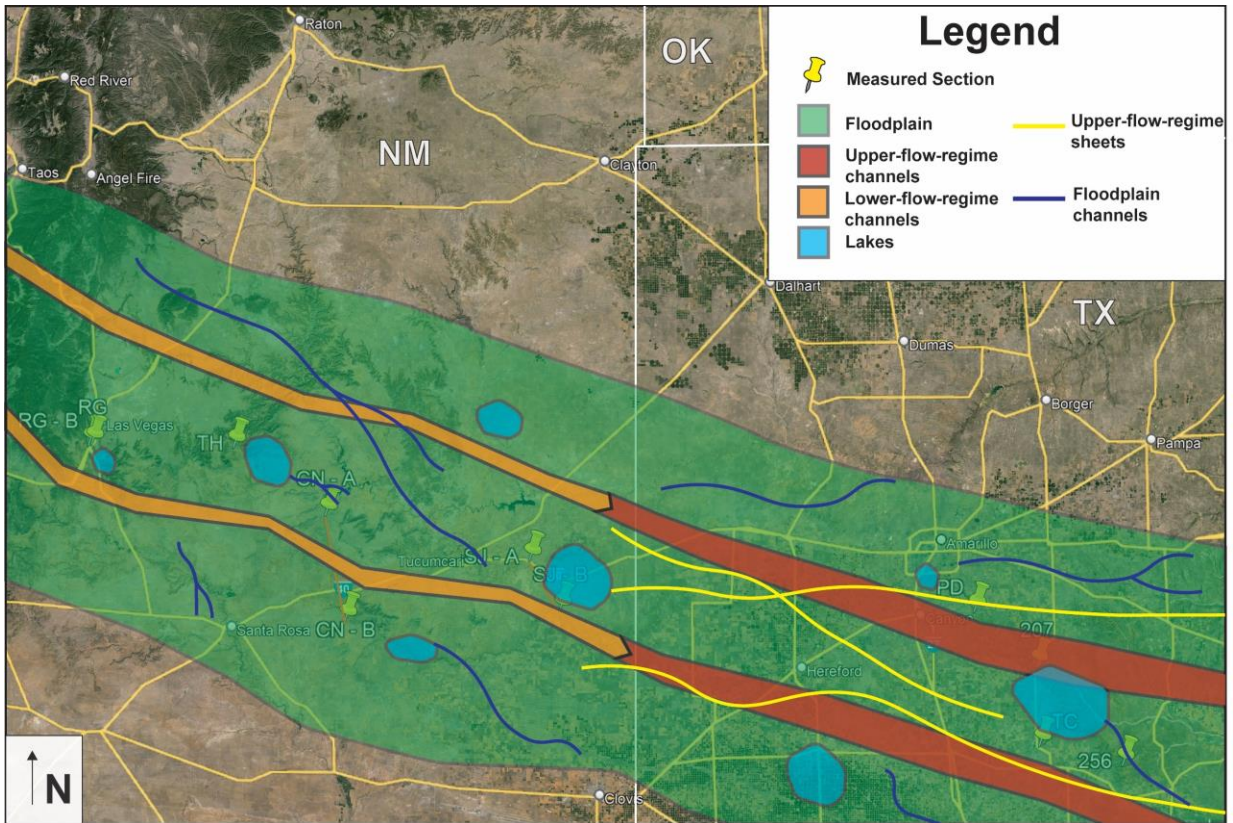 Raton
OK
Legend
Red River
Measured Section
NM
Floodplain
Upper-flow-regime
sheets
Clayton
Upper-flow-regime
channels
Taos
Angel Fire
Lower-flow-regime
channels
Floodplain
channels
Lakes
Dalhart
TX
Dumas
Borger
RG
RG - B
Las Vegas
TH
Pampa
CN - A
Amarillo
Tucumcari
SJ - A
PD
CN - B
Santa Rosa
207
Hereford
TC
256
N
Clovis